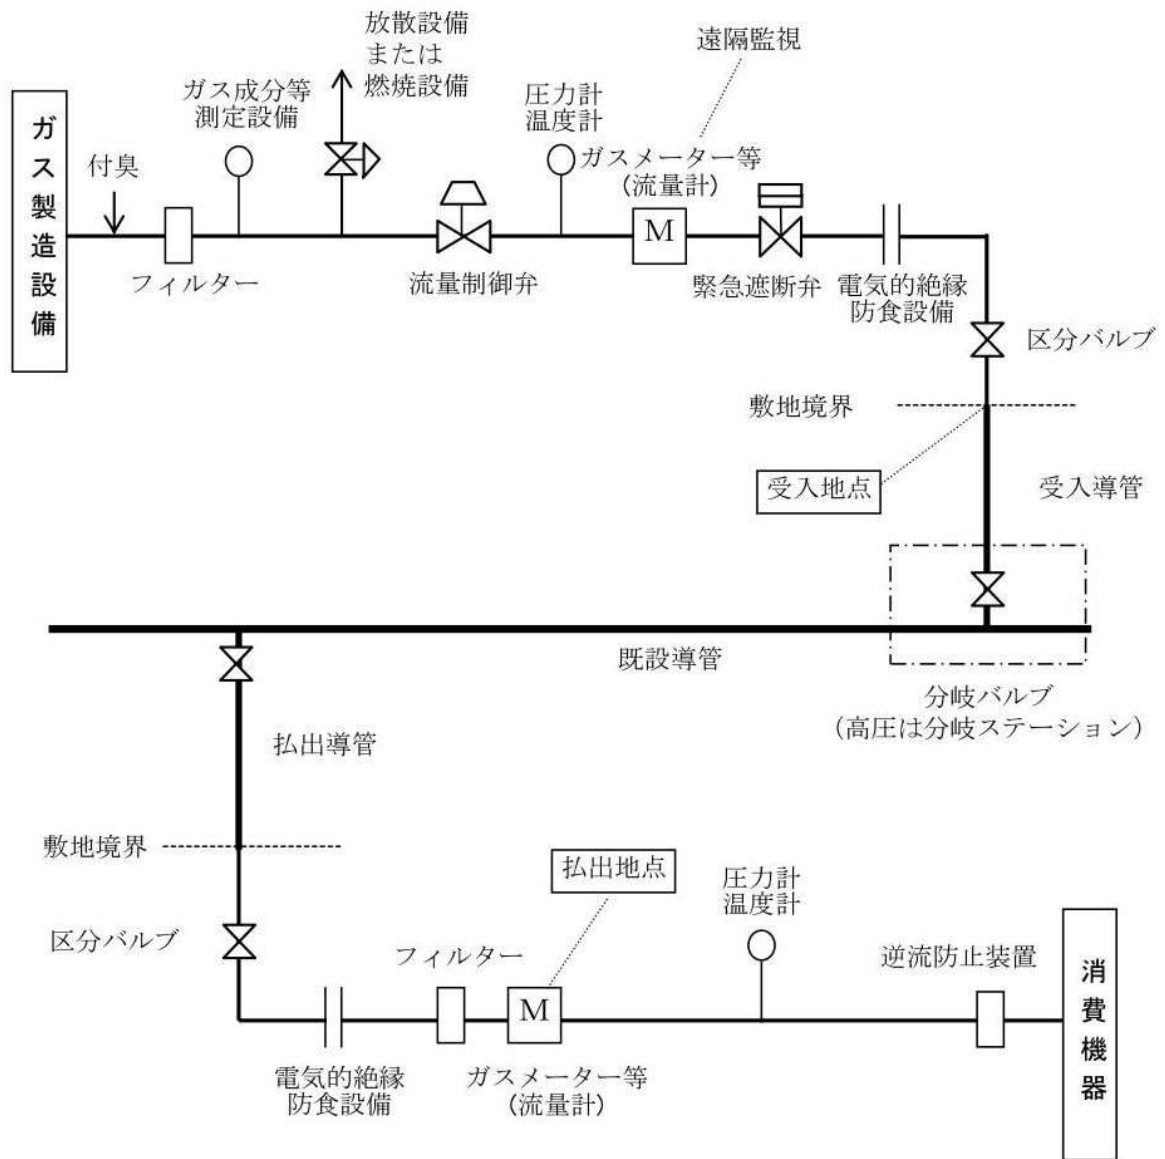 放散設備
または
燃焼設備
遠隔監視
ガス成分等
測定設備
圧力計
温度計
ガス製造設備
付臭
ガスメーター等
(流量計)
M
フィルター
流量制御弁
緊急遮断弁
電気的絶縁
防食設備
区分バルブ
敷地境界
受入地点
受入導管
既設導管
分岐バルブ
(高圧は分岐ステーション)
払出導管
敷地境界
払出地点
圧力計
温度計
区分バルブ
フィルター
逆流防止装置
消費機器
M
電気的絶縁
防食設備
ガスメーター等
(流量計)